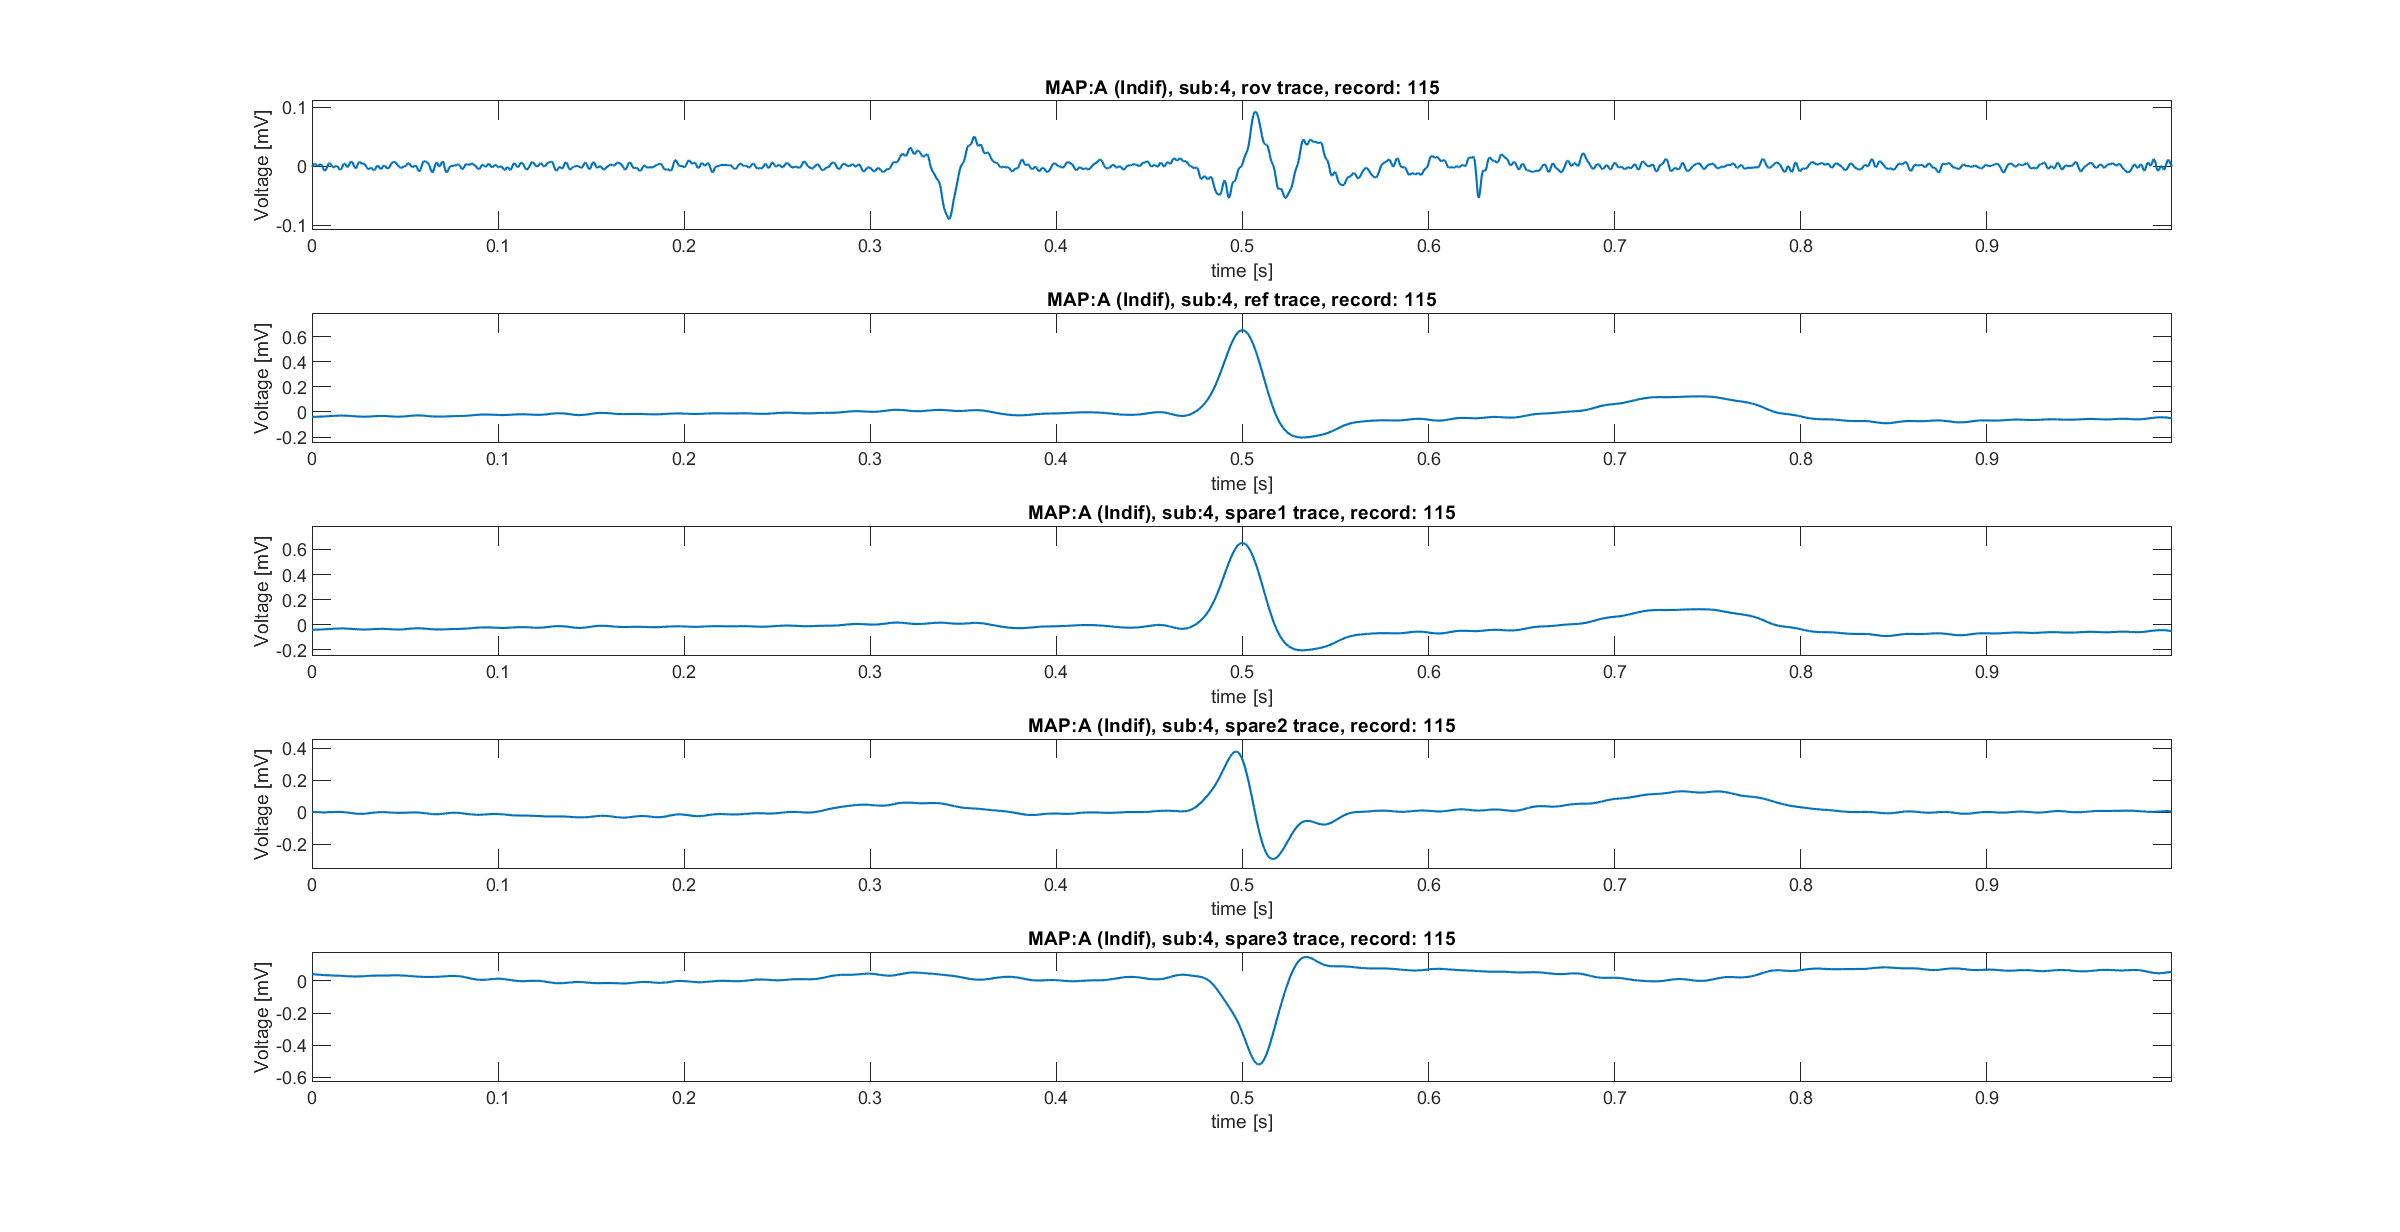 MAP:A (Indif), sub:4, rov trace, record: 115
Voltage [mV]
0.1
0
-0.1
0 0.1 0.2 0.3 0.4 0.5 0.6 0.7 0.8 0.9
time [s]
MAP:A (Indif), sub:4, ref trace, record: 115
Voltage [mV]
0.6
0.4
0.2
0
-0.2
0 0.1 0.2 0.3 0.4 0.5 0.6 0.7 0.8 0.9
time [s]
MAP:A (Indif), sub:4, spare1 trace, record: 115
Voltage [mV]
0.6
0.4
0.2
0
-0.2
0 0.1 0.2 0.3 0.4 0.5 0.6 0.7 0.8 0.9
time [s]
MAP:A (Indif), sub:4, spare2 trace, record: 115
Voltage [mV]
0.4
0.2
0
-0.2
0 0.1 0.2 0.3 0.4 0.5 0.6 0.7 0.8 0.9
time [s]
MAP:A (Indif), sub:4, spare3 trace, record: 115
Voltage [mV]
0
-0.2
-0.4
-0.6
0 0.1 0.2 0.3 0.4 0.5 0.6 0.7 0.8 0.9
time [s]